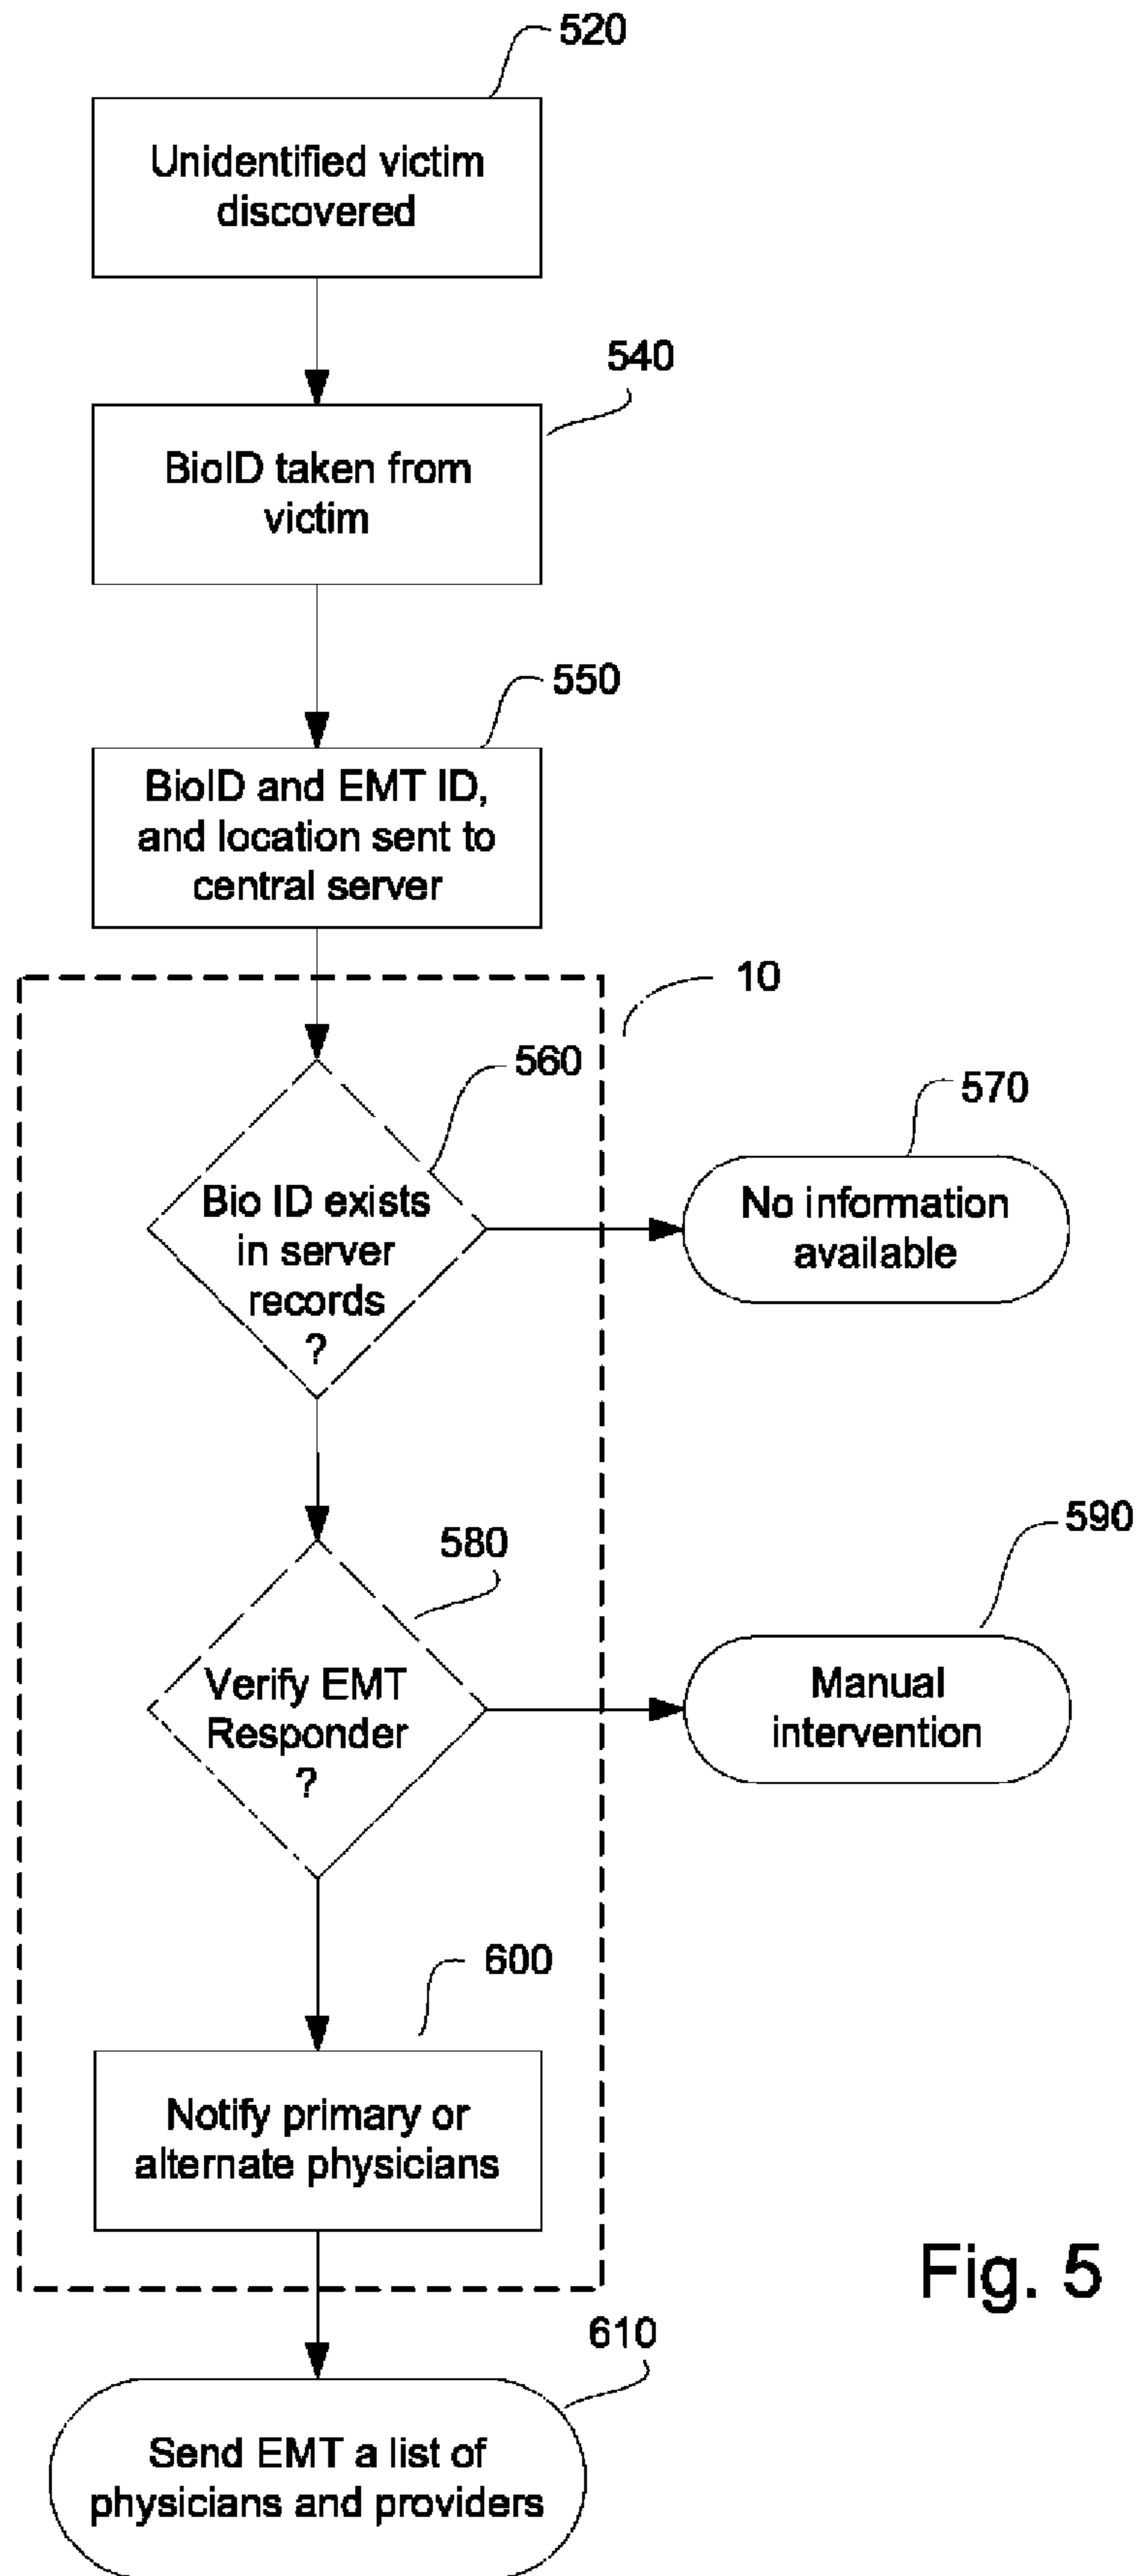 520
Unidentified victim
discovered
540
BioID taken from
victim
550
BioID and EMT ID,
and location sent to
central server
10
560
Bio ID exists
in server
records
?
570
No information
available
580
Verify EMT
Responder
?
590
Manual
intervention
600
Notify primary or
alternate physicians
Fig. 5
610
Send EMT a list of
physicians and providers